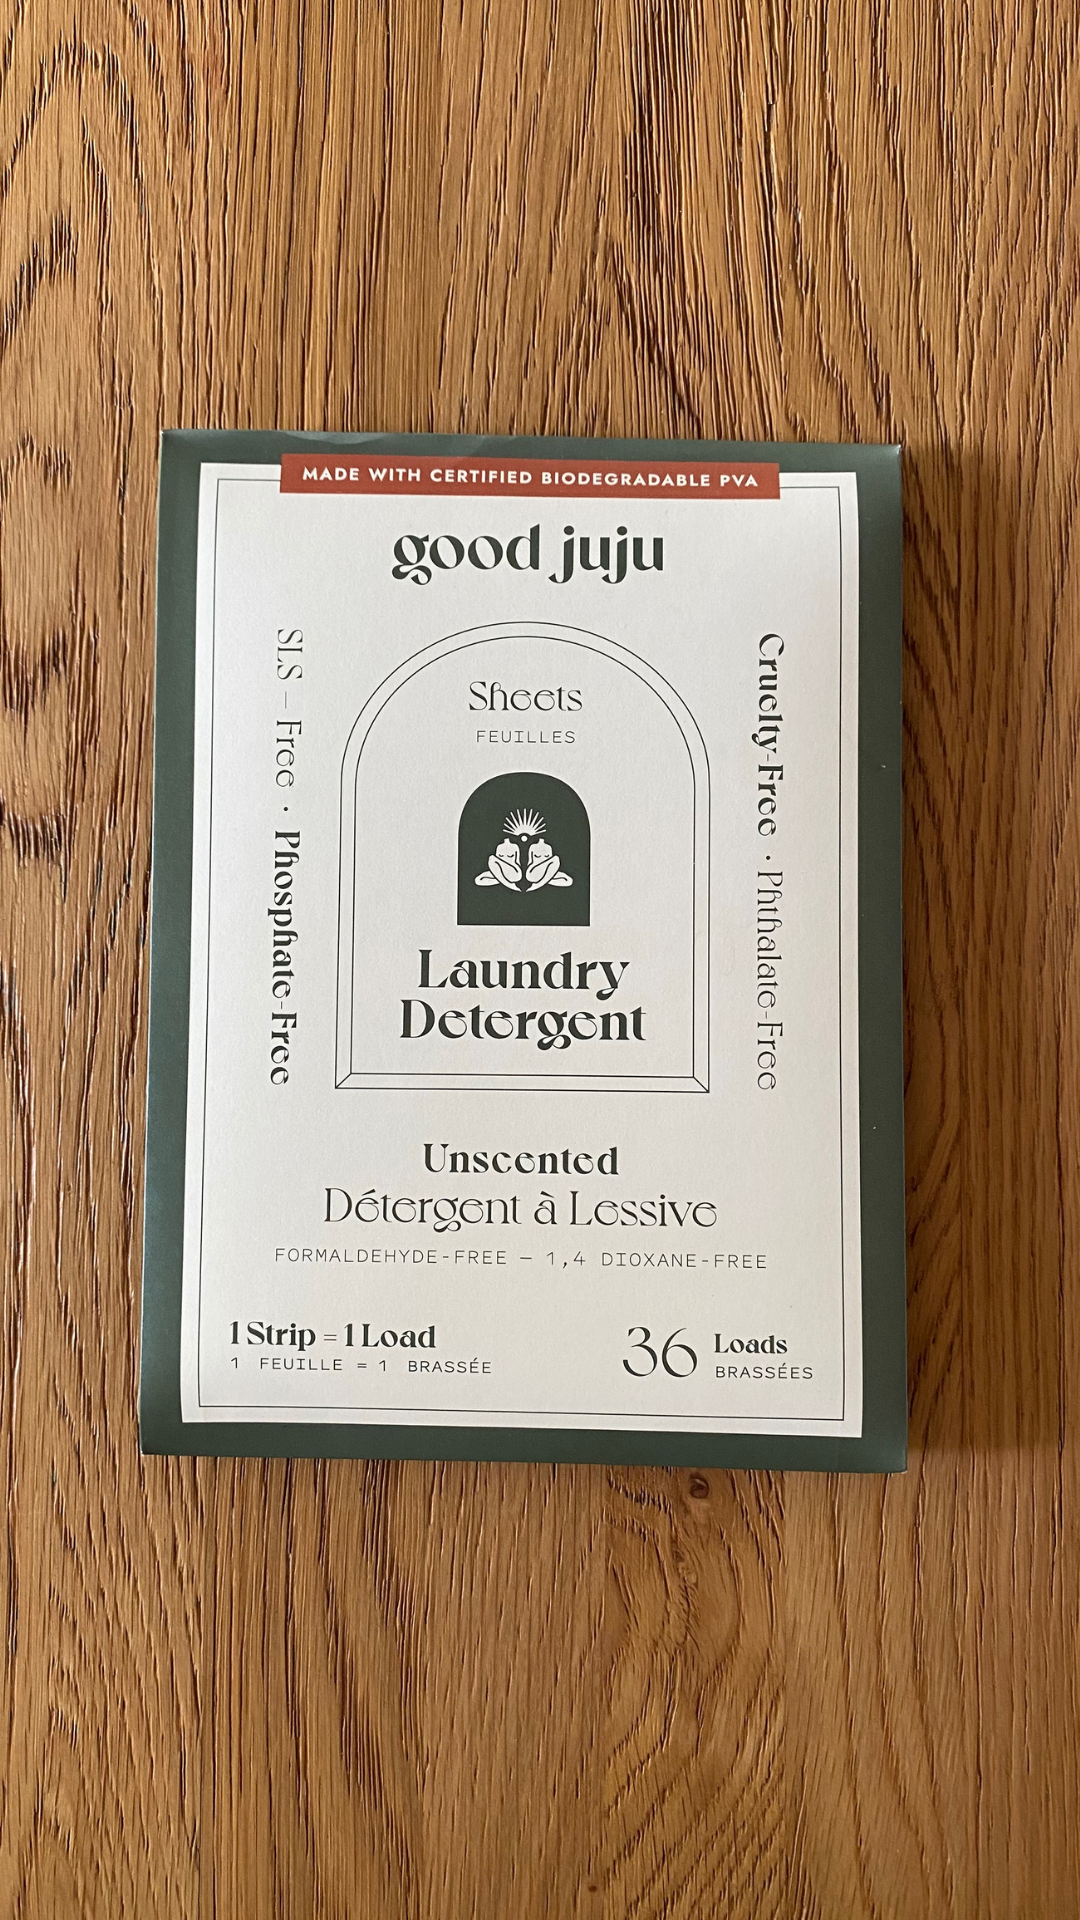 MADE WITH CERTIFIED BIODEGRADABLE PVA
good juju
SLS – Free · Phosphate-Free
Cruelty-Free · Phthalate-Free
Sheets
FEUILLES
Laundry
Detergent
Unscented
Détergent à Lessive
FORMALDEHYDE-FREE – 1,4 DIOXANE-FREE
1 Strip = 1 Load
1 FEUILLE = 1 BRASSÉE
36 Loads
BRASSÉES